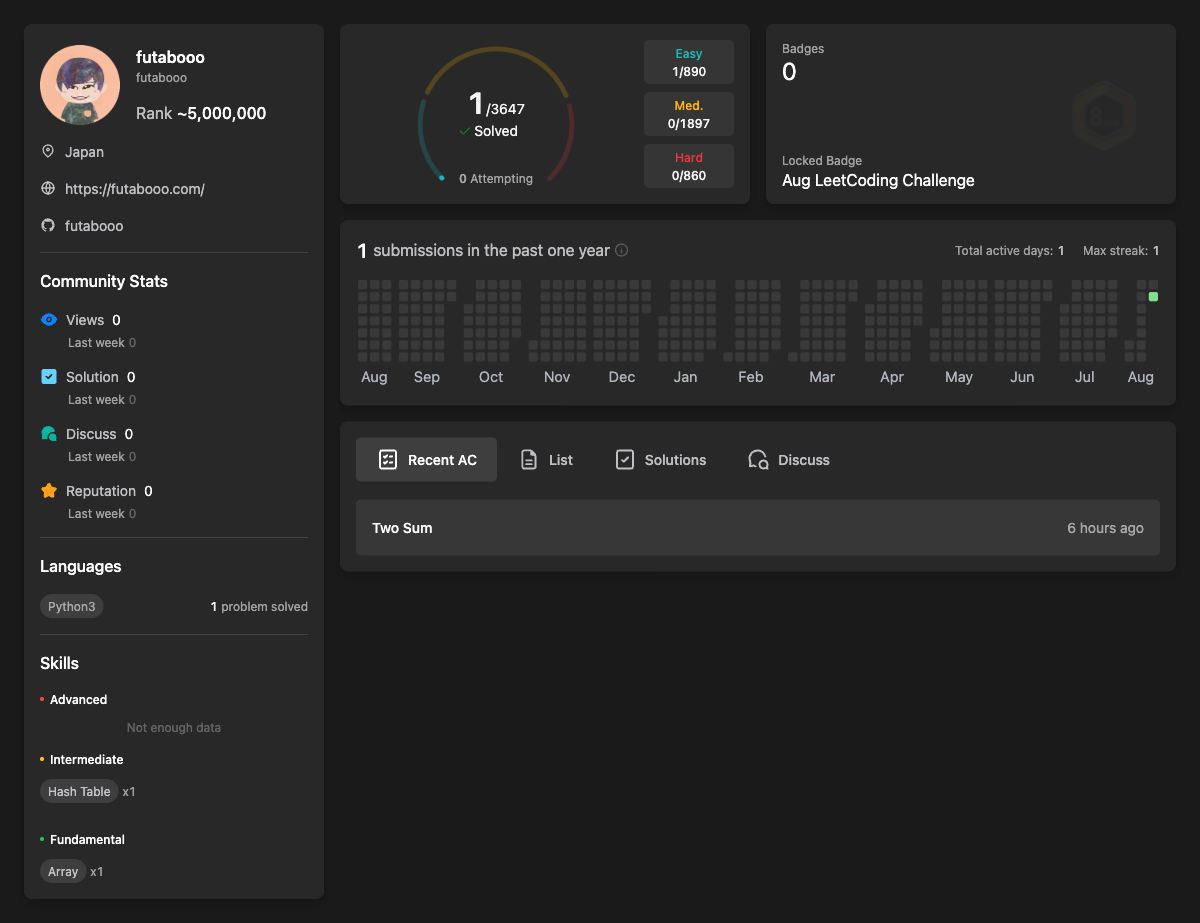 futabooo
futabooo
Rank ~5,000,000
Japan
https://futabooo.com/
futabooo
Community Stats
Views 0
Last week 0
Solution 0
Last week 0
Discuss 0
Last week 0
Reputation 0
Last week 0
Languages
Python3 1 problem solved
Skills
Advanced
Not enough data
Intermediate
Hash Table x1
Fundamental
Array x1
1/3647
Solved
0 Attempting
Easy
1/890
Med.
0/1897
Hard
0/860
Badges
0
Locked Badge
Aug LeetCoding Challenge
1 submissions in the past one year Total active days: 1 Max streak: 1
Aug Sep Oct Nov Dec Jan Feb Mar Apr May Jun Jul Aug
Recent AC List Solutions Discuss
Two Sum 6 hours ago